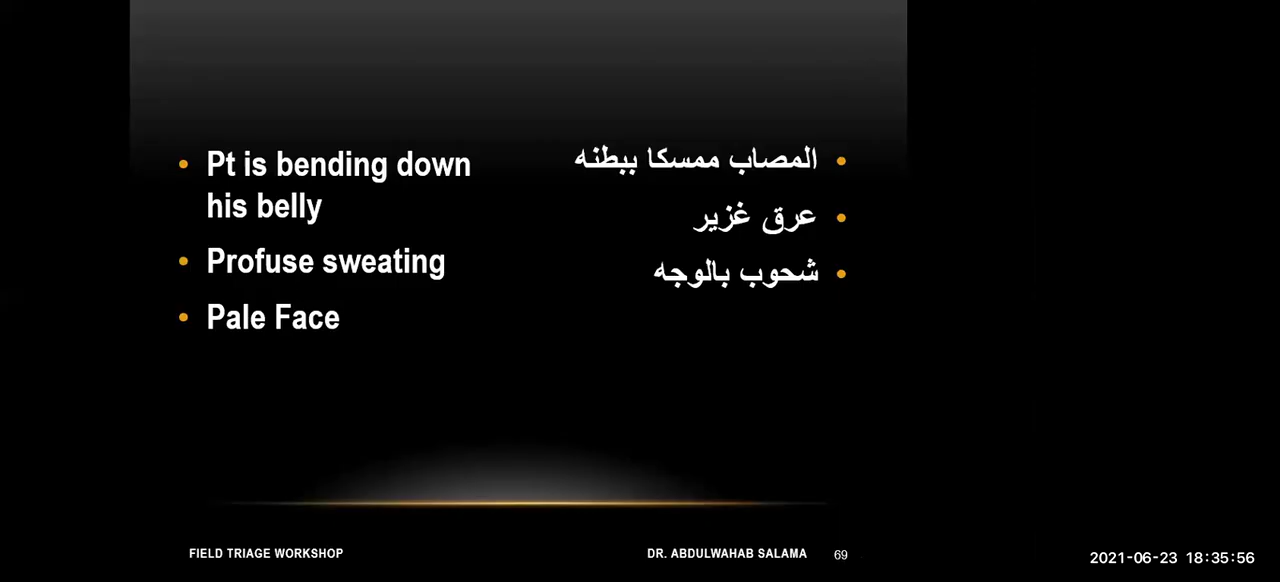 Pt is bending down
his belly
Profuse sweating
Pale Face
المصاب ممسكا ببطنه
عرق غزير
شحوب بالوجه
FIELD TRIAGE WORKSHOP
DR. ABDULWAHAB SALAMA
69
2021-06-23 18:35:56